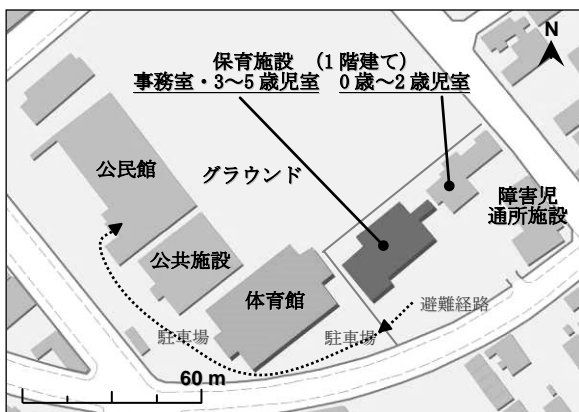 N
保育施設 （1階建て）
事務室・3～5歳児室 0歳～2歳児室
公民館
グラウンド
障害児
通所施設
公共施設
体育館
避難経路
駐車場
駐車場
60 m